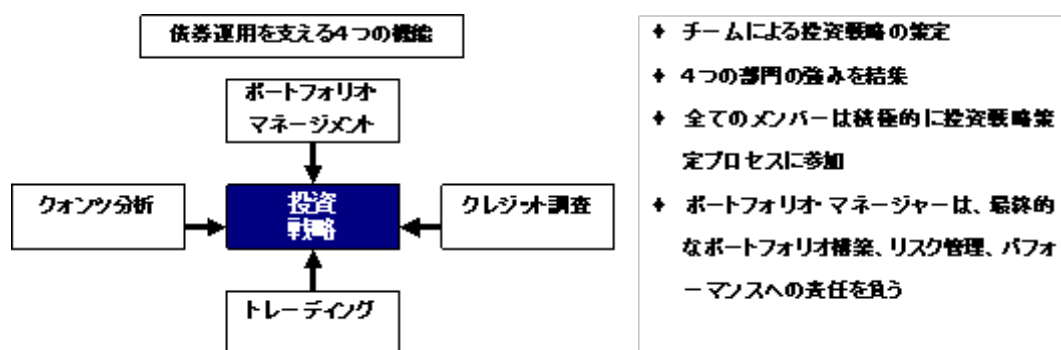 債券運用を支える4つの機能
ポートフォリオ・
マネージメント
クォンツ分析
投資
戦略
クレジット調査
トレーディング
♦ チームによる投資戦略の策定
♦ 4つの部門の強みを結集
♦ 全てのメンバーは積極的に投資戦略策
定プロセスに参加
♦ ポートフォリオ・マネージャーは、最終的
なポートフォリオ構築、リスク管理、パフォ
ーマンスへの責任を負う